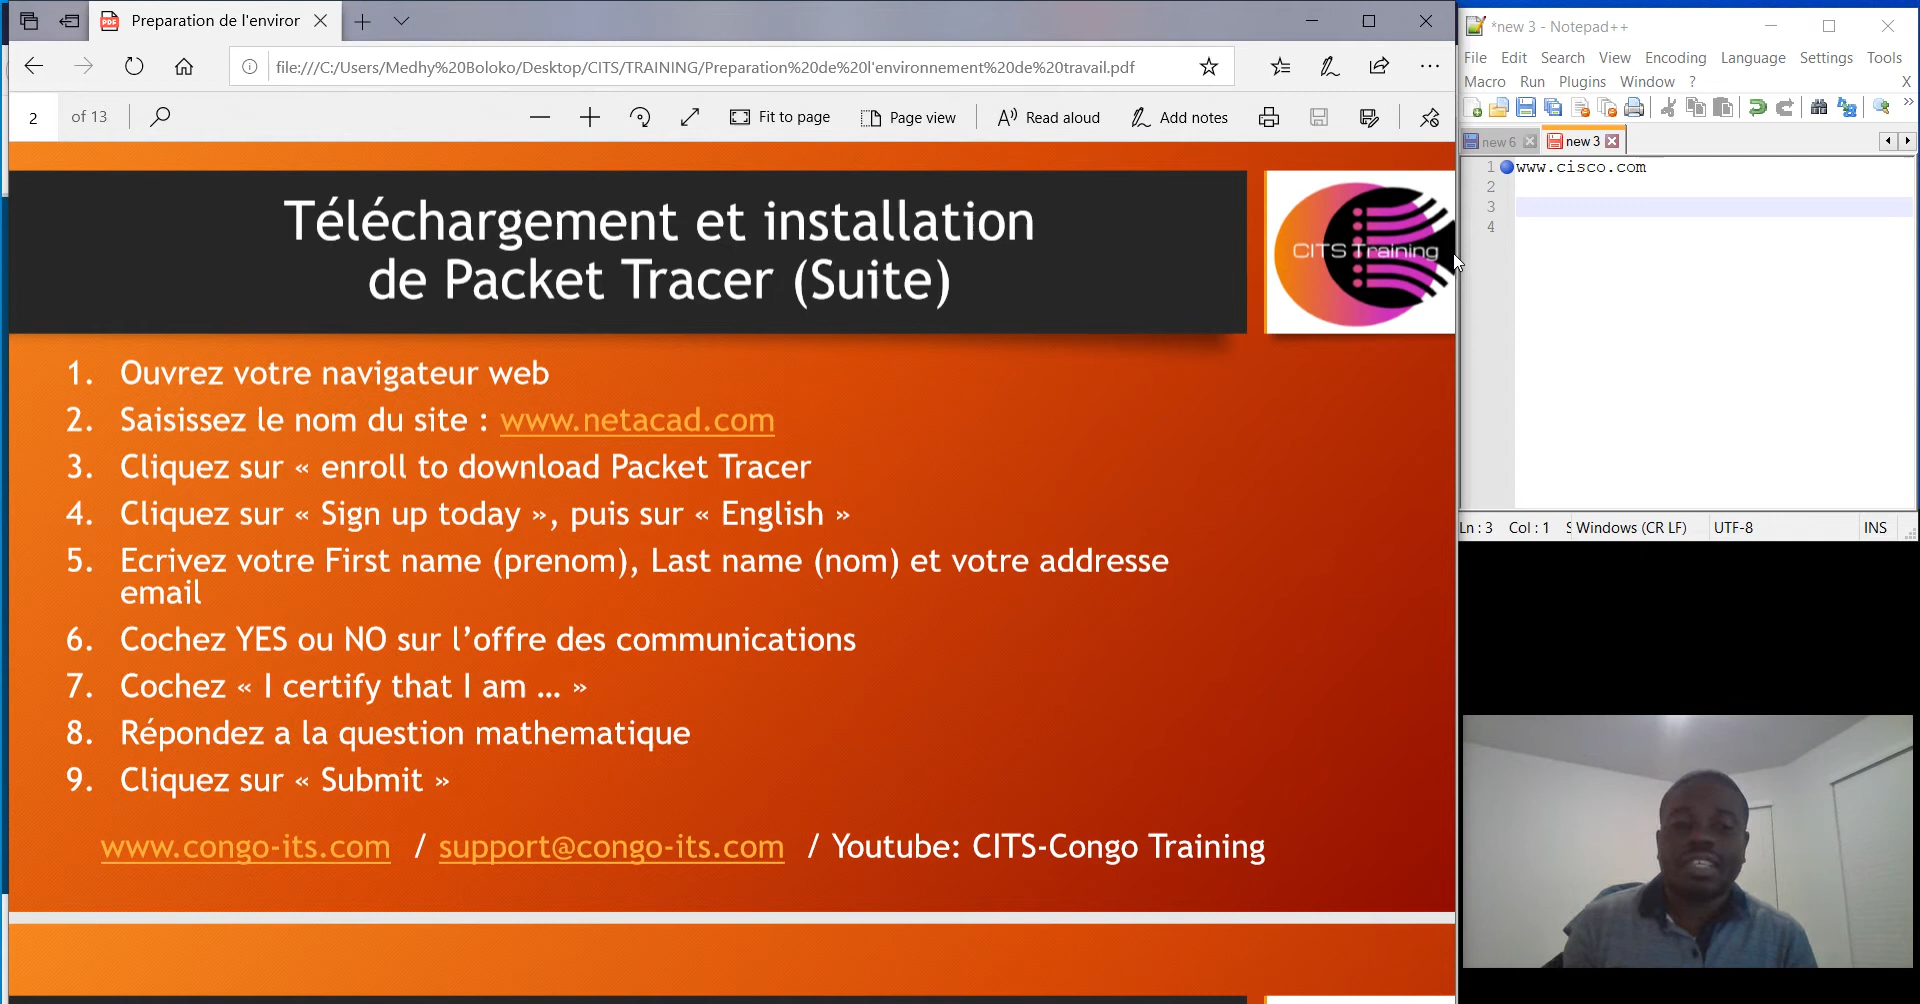 Preparation de l'enviror
file:///C:/Users/Medhy%20Boloko/Desktop/CITS/TRAINING/Preparation%20de%20l'environnement%20de%20travail.pdf
2 of 13
Fit to page
Page view
Read aloud
Add notes
Téléchargement et installation
de Packet Tracer (Suite)
CITS Training
1. Ouvrez votre navigateur web
2. Saisissez le nom du site : www.netacad.com
3. Cliquez sur « enroll to download Packet Tracer
4. Cliquez sur « Sign up today », puis sur « English »
5. Ecrivez votre First name (prenom), Last name (nom) et votre addresse
email
6. Cochez YES ou NO sur l’offre des communications
7. Cochez « I certify that I am … »
8. Répondez a la question mathematique
9. Cliquez sur « Submit »
www.congo-its.com / support@congo-its.com / Youtube: CITS-Congo Training
*new 3 - Notepad++
File Edit Search View Encoding Language Settings Tools
Macro Run Plugins Window ? X
new 6
new 3
1 www.cisco.com
2
3
4
Ln : 3 Col : 1 S Windows (CR LF) UTF-8 INS